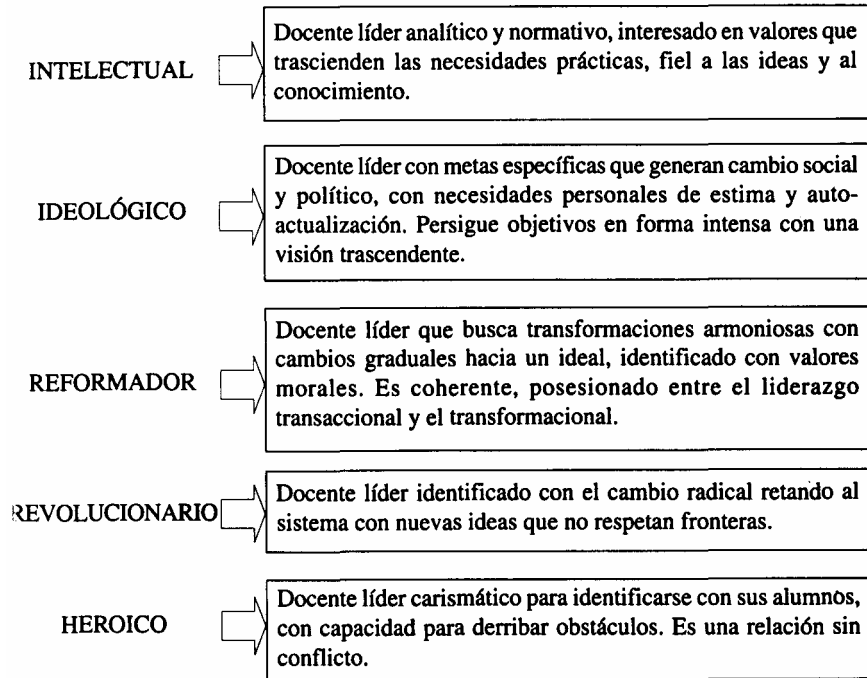 INTELECTUAL
Docente líder analítico y normativo, interesado en valores que
trascienden las necesidades prácticas, fiel a las ideas y al
conocimiento.
IDEOLÓGICO
Docente líder con metas específicas que generan cambio social
y político, con necesidades personales de estima y auto-
actualización. Persigue objetivos en forma intensa con una
visión trascendente.
REFORMADOR
Docente líder que busca transformaciones armoniosas con
cambios graduales hacia un ideal, identificado con valores
morales. Es coherente, posesionado entre el liderazgo
transaccional y el transformacional.
REVOLUCIONARIO
Docente líder identificado con el cambio radical retando al
sistema con nuevas ideas que no respetan fronteras.
HEROICO
Docente líder carismático para identificarse con sus alumnos,
con capacidad para derribar obstáculos. Es una relación sin
conflicto.